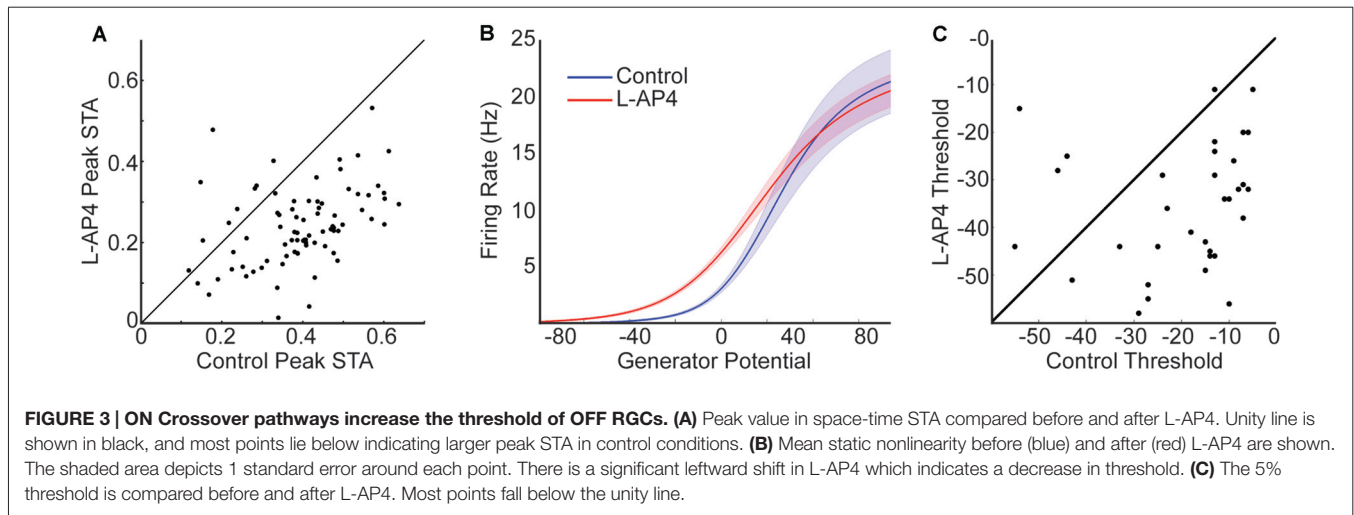 A
0.6
0.4
0.2
0
0.2
0.4
0.6
L-AP4 Peak STA
Control Peak STA
B
25
20
15
10
5
-80
-40
0
40
80
Firing Rate (Hz)
Generator Potential
Control
L-AP4
C
-0
-10
-20
-30
-40
-50
-50
-40
-30
-20
-10
0
L-AP4 Threshold
Control Threshold
FIGURE 3 | ON Crossover pathways increase the threshold of OFF RGCs. (A) Peak value in space-time STA compared before and after L-AP4. Unity line is
shown in black, and most points lie below indicating larger peak STA in control conditions. (B) Mean static nonlinearity before (blue) and after (red) L-AP4 are shown.
The shaded area depicts 1 standard error around each point. There is a significant leftward shift in L-AP4 which indicates a decrease in threshold. (C) The 5%
threshold is compared before and after L-AP4. Most points fall below the unity line.